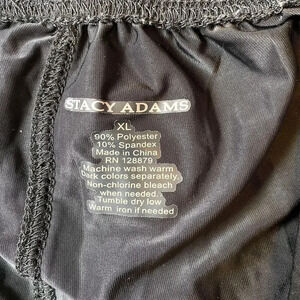 STACY ADAMS
XL
90% Polyester
10% Spandex
Made in China
RN 128879
Machine wash warm
Dark colors separately
Non-chlorine bleach
when needed.
Tumble dry low
Warm iron if needed